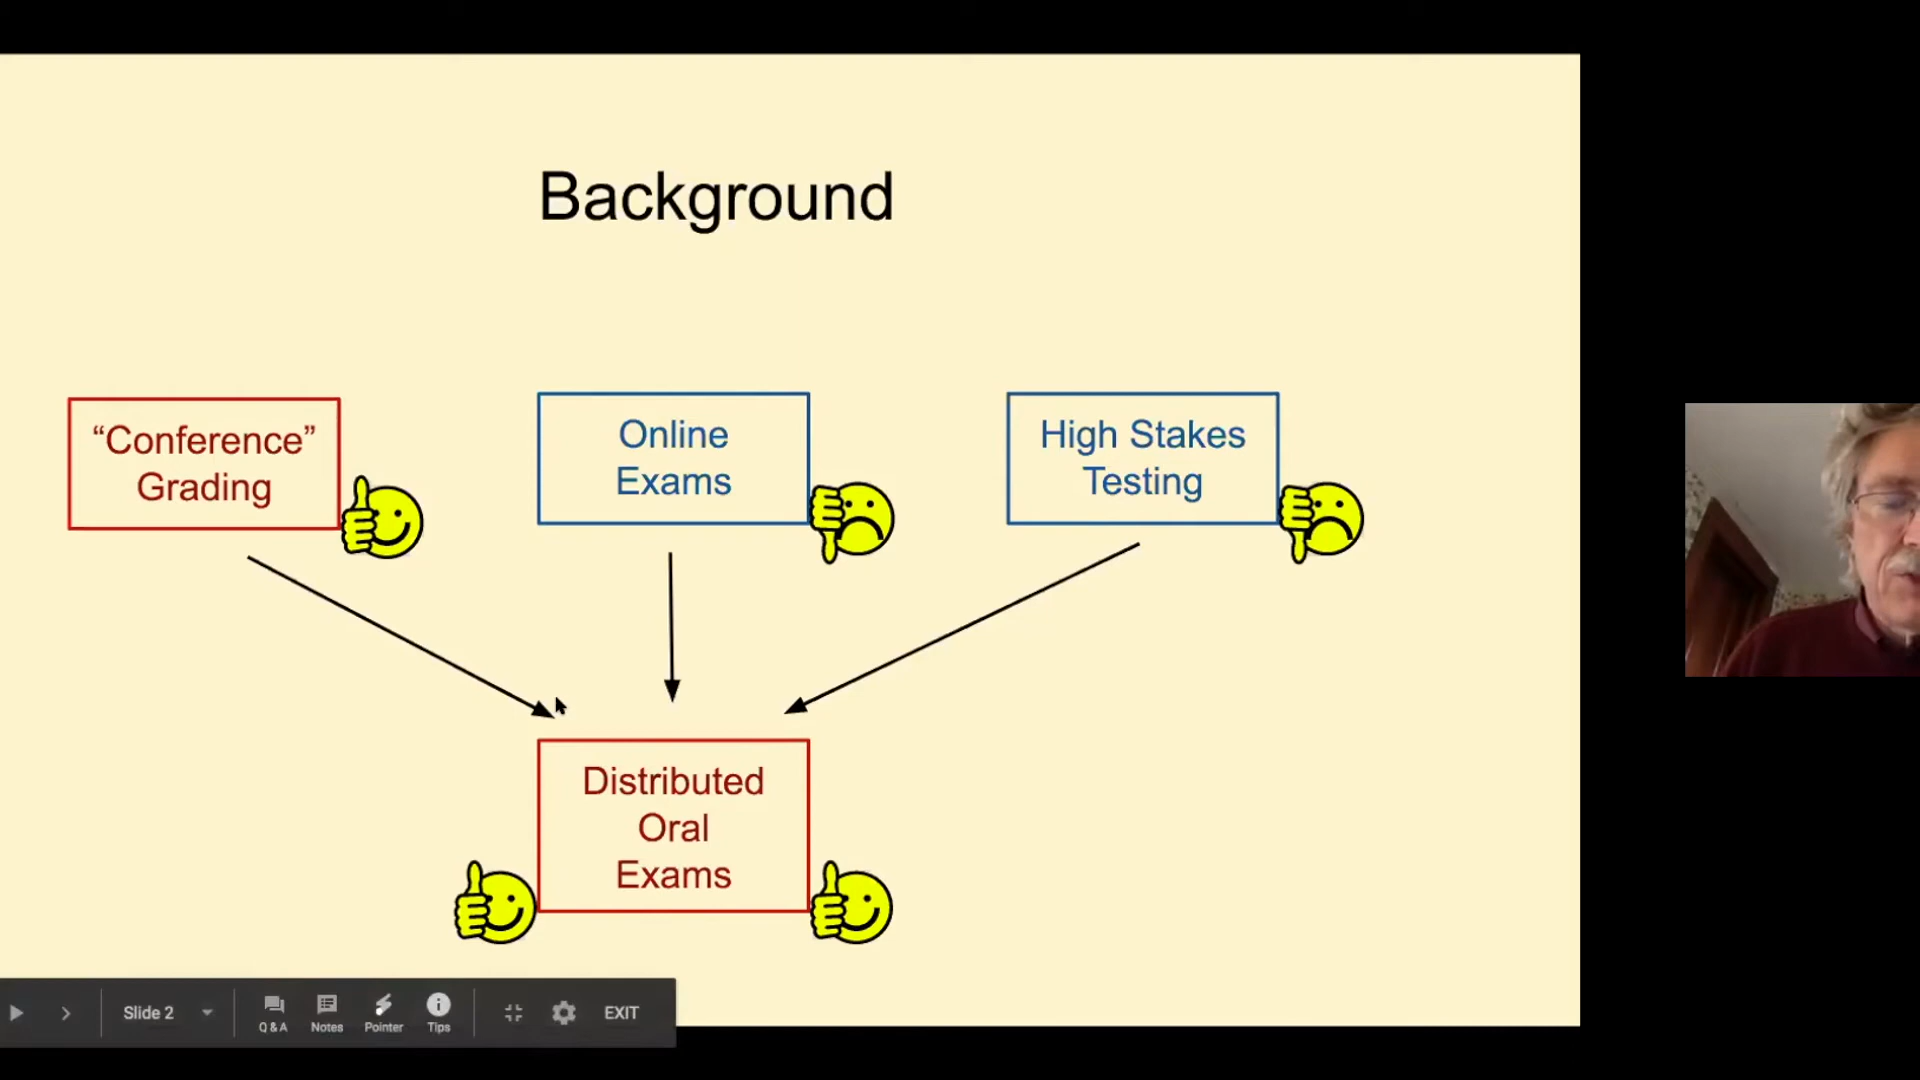 Background
“Conference”
Grading
Online
Exams
High Stakes
Testing
Distributed
Oral
Exams
Slide 2
Q & A
Notes
Pointer
Tips
EXIT